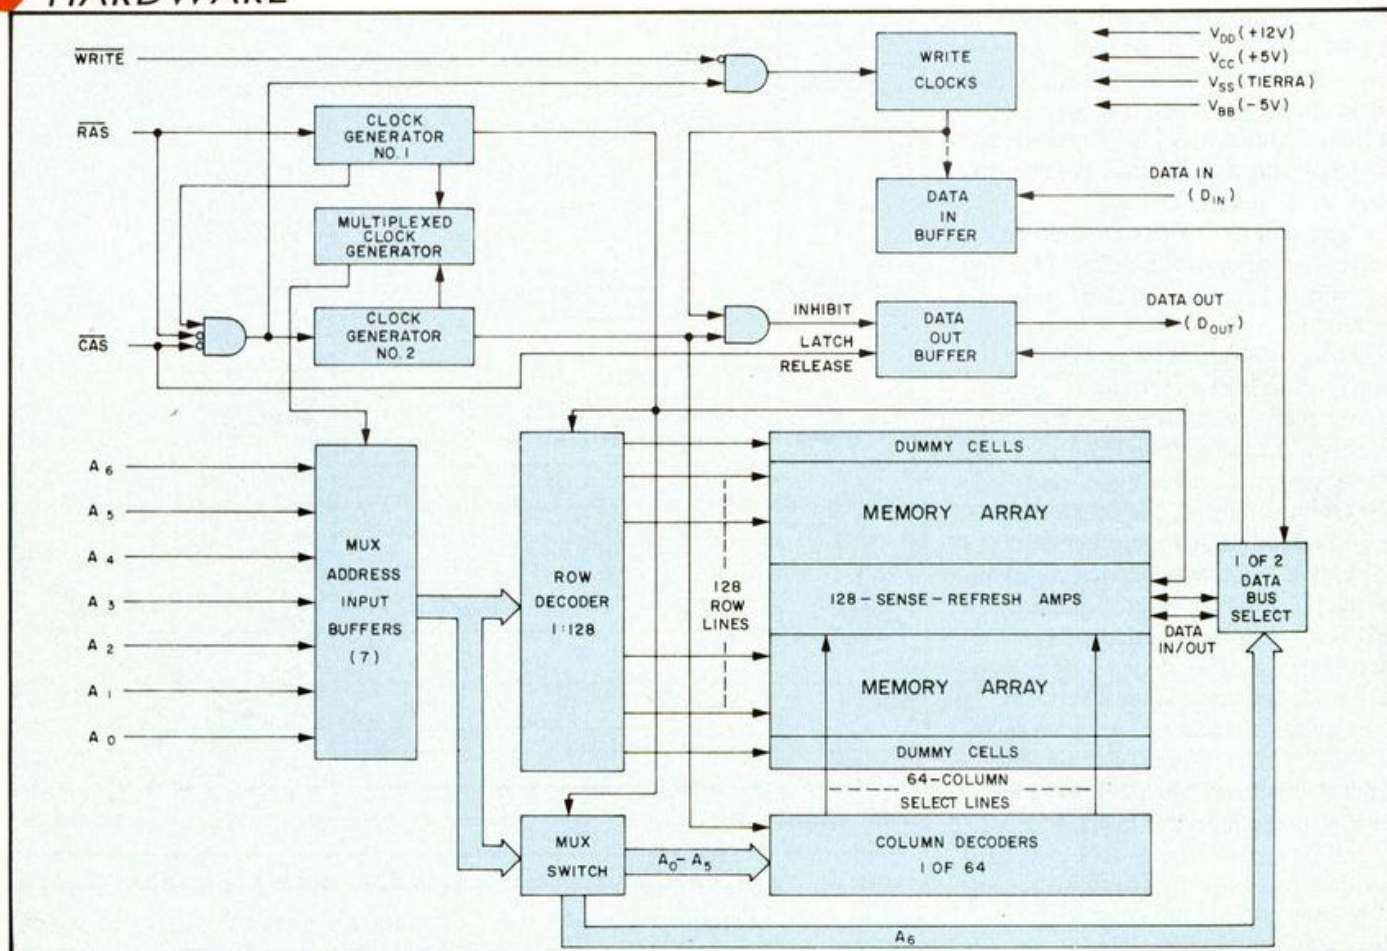 HARDWARE
WRITE
RAS
CAS
CLOCK
GENERATOR
NO. 1
MULTIPLEXED
CLOCK
GENERATOR
CLOCK
GENERATOR
NO. 2
WRITE
CLOCKS
VDD (+12V)
VCC (+5V)
VSS (TIERRA)
VBB (-5V)
DATA
IN
BUFFER
DATA IN
(DIN)
INHIBIT
LATCH
RELEASE
DATA
OUT
BUFFER
DATA OUT
(DOUT)
A6
A5
A4
A3
A2
A1
A0
MUX
ADDRESS
INPUT
BUFFERS
(7)
ROW
DECODER
1:128
128
ROW
LINES
DUMMY CELLS
MEMORY ARRAY
128-SENSE-REFRESH AMPS
MEMORY ARRAY
DUMMY CELLS
64-COLUMN
SELECT LINES
DATA
IN/OUT
1 OF 2
DATA
BUS
SELECT
MUX
SWITCH
A0-A5
COLUMN DECODERS
1 OF 64
A6